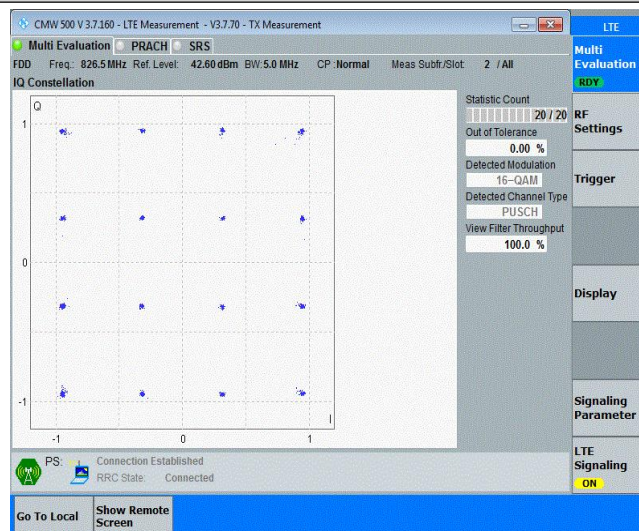 CMW 500 V 3.7.160 - LTE Measurement  - V3.7.70 - TX Measurement
LTE
Multi Evaluation PRACH SRS
Multi
Evaluation
RDY
FDD Freq.: 826.5 MHz Ref. Level: 42.60 dBm BW: 5.0 MHz CP : Normal Meas Subfr./Slot: 2 / All
IQ Constellation
Q
1
0
-1
-1 0 1
I
Statistic Count
20 / 20
Out of Tolerance
0.00 %
Detected Modulation
16-QAM
Detected Channel Type
PUSCH
View Filter Throughput
100.0 %
RF
Settings
Trigger
Display
Signaling
Parameter
LTE
Signaling
ON
PS: Connection Established
RRC State: Connected
Go To Local
Show Remote
Screen